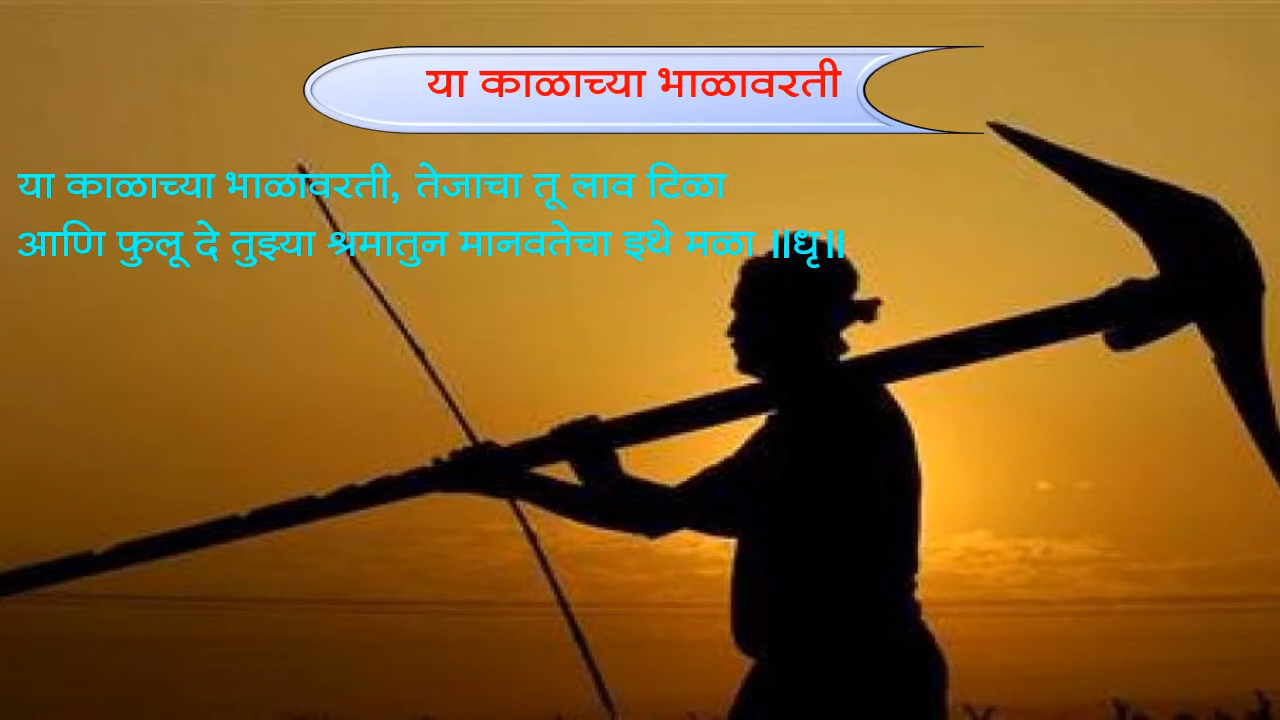 या काळाच्या भाळावरती
या काळाच्या भाळावरती, तेजाचा तू लाव टिळा
आणि फुलू दे तुझ्या श्रमातुन मानवतेचा इथे मळा ॥धृ॥